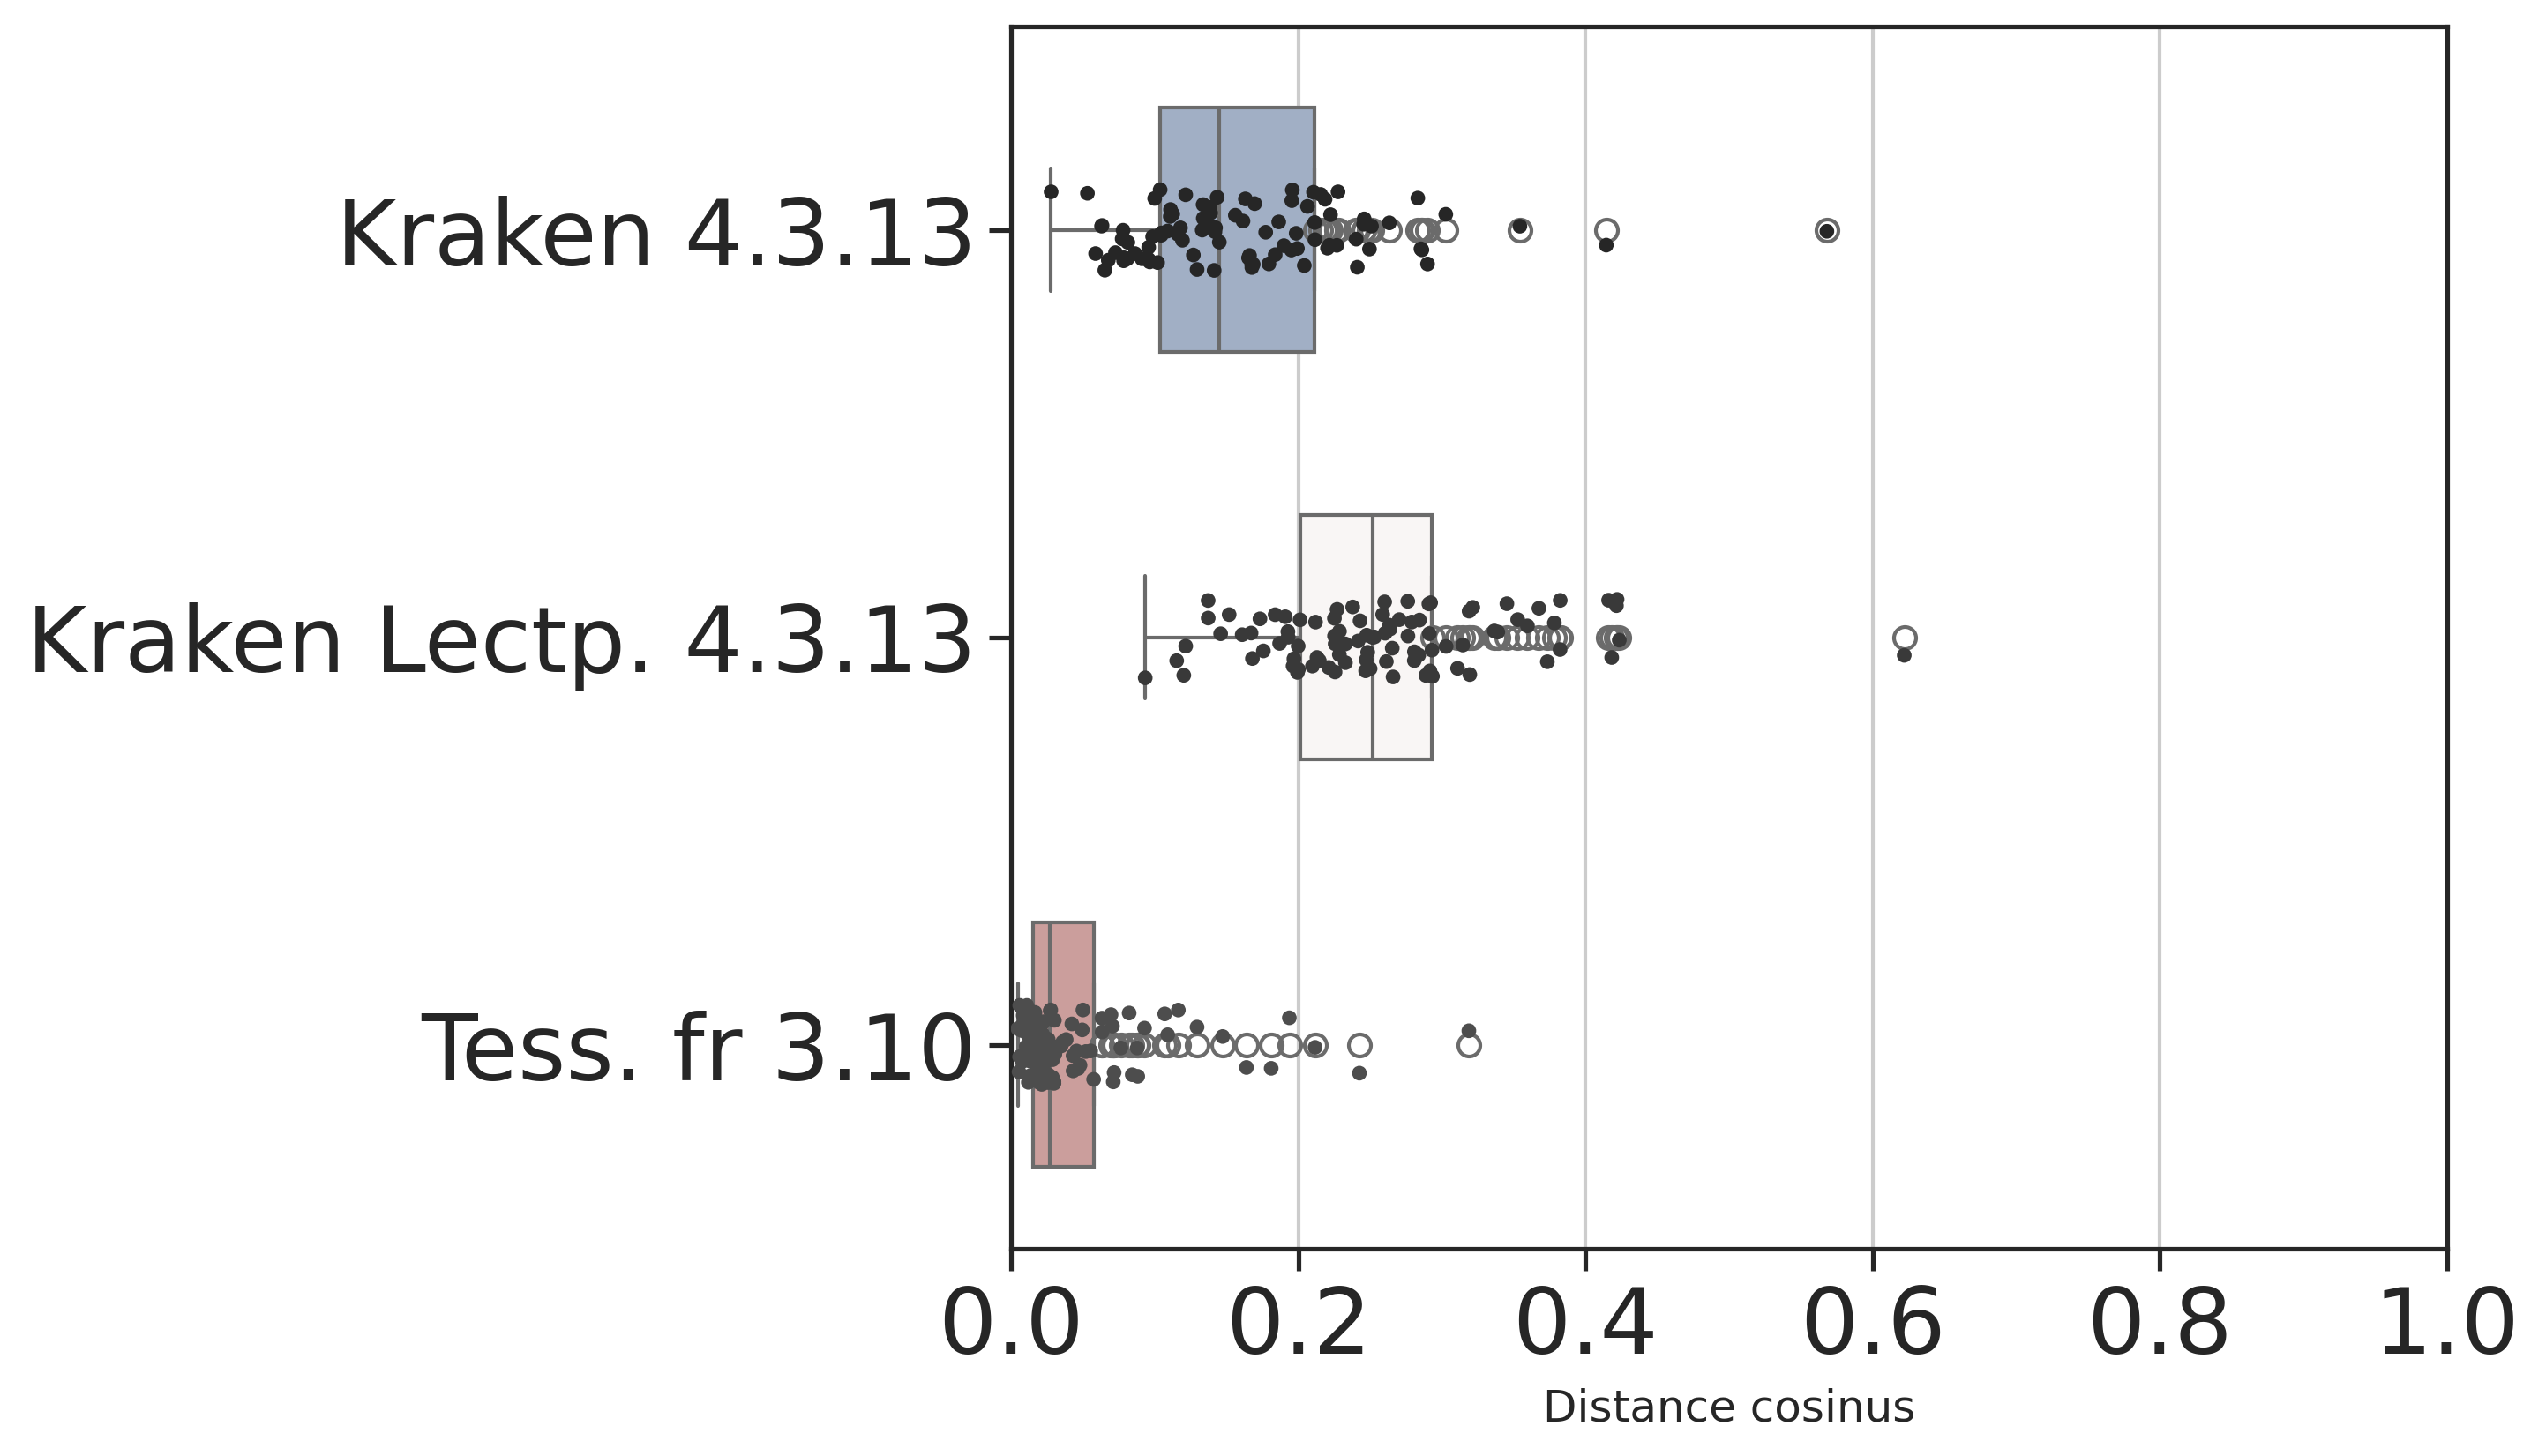 Kraken 4.3.13
Kraken Lectp. 4.3.13
Tess. fr 3.10
0.0 0.2 0.4 0.6 0.8 1.0
Distance cosinus